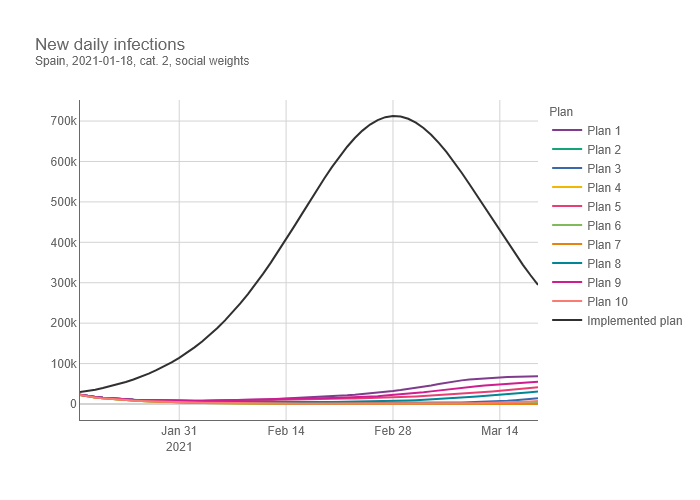 New daily infections
Spain, 2021-01-18, cat. 2, social weights
700k
600k
500k
400k
300k
200k
100k
0
Jan 31
2021
Feb 14
Feb 28
Mar 14
Plan
Plan 1
Plan 2
Plan 3
Plan 4
Plan 5
Plan 6
Plan 7
Plan 8
Plan 9
Plan 10
Implemented plan